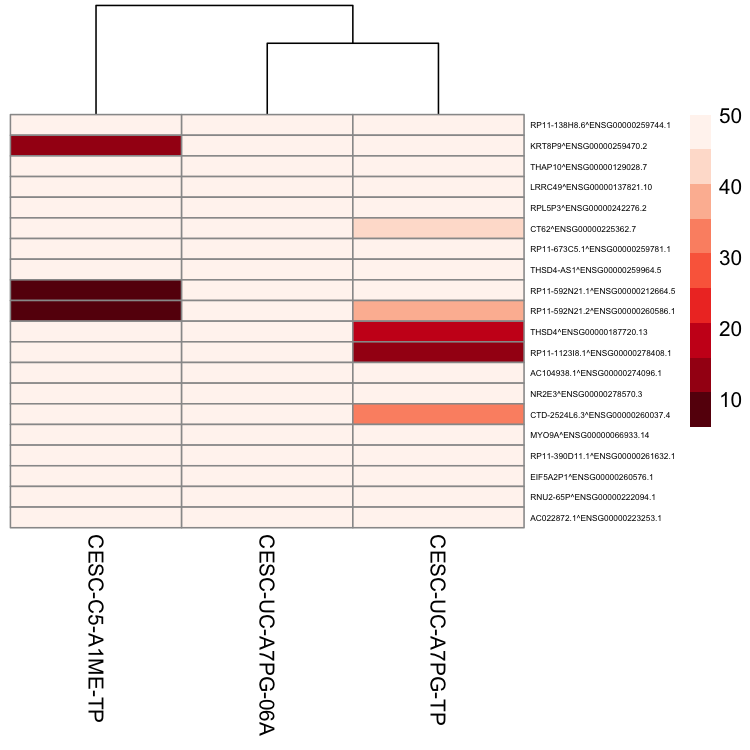 RP11-138H8.6^ENSG00000259744.1
KRT8P9^ENSG00000259470.2
THAP10^ENSG00000129028.7
LRRC49^ENSG00000137821.10
RPL5P3^ENSG00000242276.2
CT62^ENSG00000225362.7
RP11-673C5.1^ENSG00000259781.1
THSD4-AS1^ENSG00000259964.5
RP11-592N21.1^ENSG00000212664.5
RP11-592N21.2^ENSG00000260586.1
THSD4^ENSG00000187720.13
RP11-1123I8.1^ENSG00000278408.1
AC104938.1^ENSG00000274096.1
NR2E3^ENSG00000278570.3
CTD-2524L6.3^ENSG00000260037.4
MYO9A^ENSG00000066933.14
RP11-390D11.1^ENSG00000261632.1
EIF5A2P1^ENSG00000260576.1
RNU2-65P^ENSG00000222094.1
AC022872.1^ENSG00000223253.1
50
40
30
20
10
CESC-C5-A1ME-TP
CESC-UC-A7PG-06A
CESC-UC-A7PG-TP